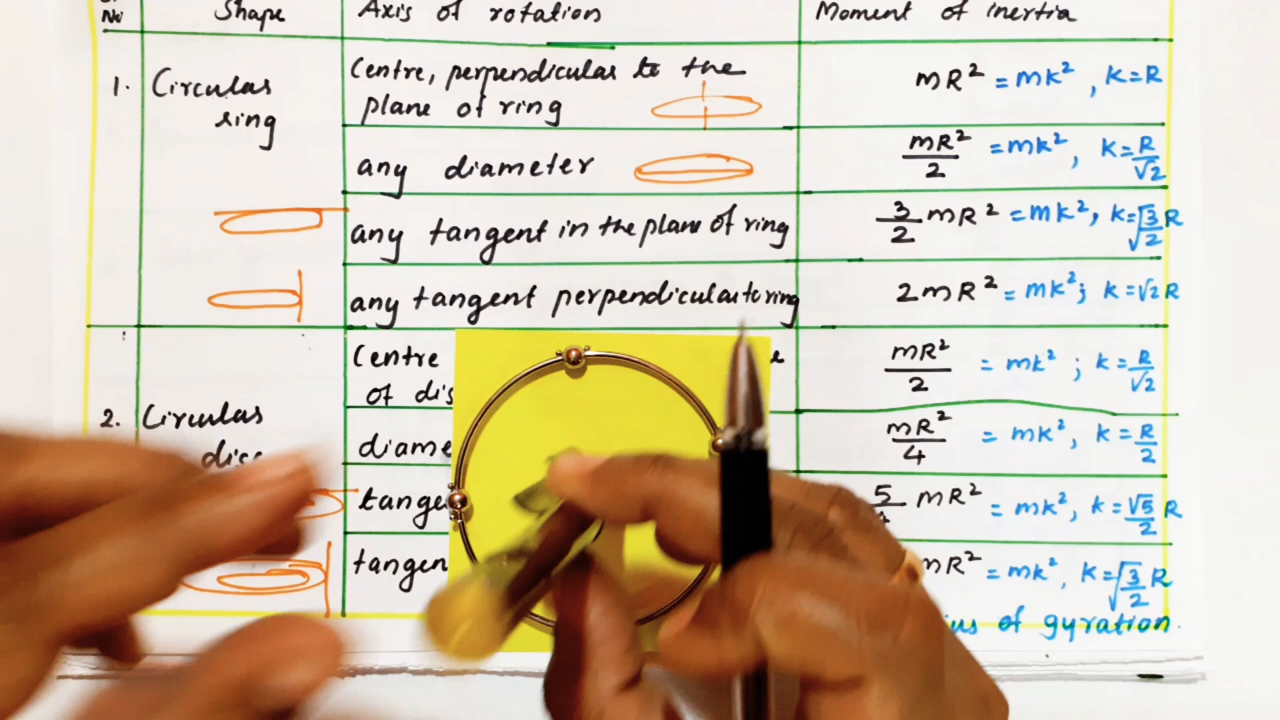 No Shape Axis of rotation Moment of inertia
1. Circular ring
Centre, perpendicular to the
plane of ring
mR² = mk², k=R
any diameter
mR²/2 = mk², k=R/√2
any tangent in the plane of ring
3/2 mR² = mk², k=√3/2 R
any tangent perpendicular to ring
2mR² = mk²; k=√2R
2. Circular disc
Centre
of dis
mR²/2 = mk²; k=R/√2
diame
mR²/4 = mk², k=R/2
tange
5 mR² = mk², k=√5/2 R
tangen
mR² = mk², k=√3/2 R
ius of gyration